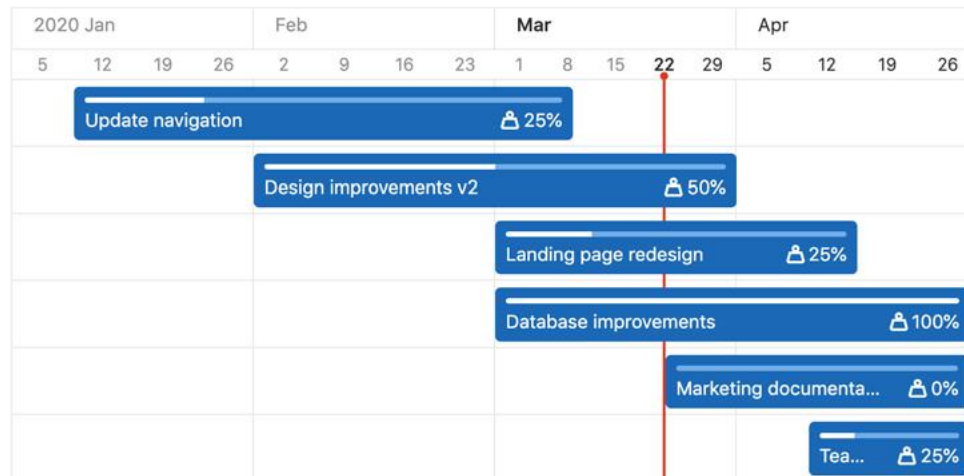 2020 Jan Feb Mar Apr
5 12 19 26 2 9 16 23 1 8 15 22 29 5 12 19 26
Update navigation 25%
Design improvements v2 50%
Landing page redesign 25%
Database improvements 100%
Marketing documenta... 0%
Tea... 25%